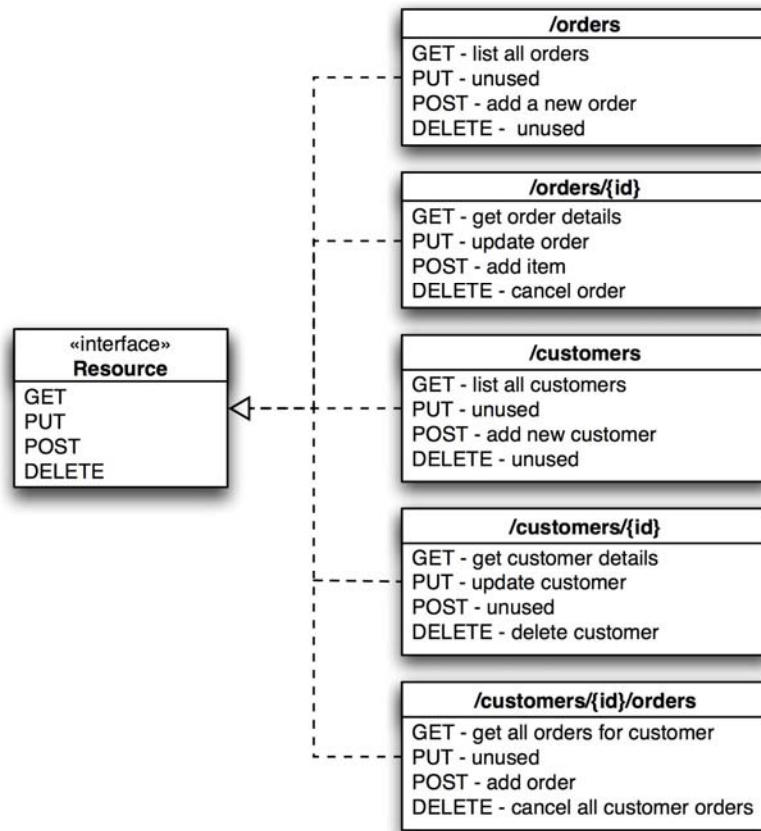 /orders
GET - list all orders
PUT - unused
POST - add a new order
DELETE - unused
/orders/{id}
GET - get order details
PUT - update order
POST - add item
DELETE - cancel order
«interface»
Resource
GET
PUT
POST
DELETE
/customers
GET - list all customers
PUT - unused
POST - add new customer
DELETE - unused
/customers/{id}
GET - get customer details
PUT - update customer
POST - unused
DELETE - delete customer
/customers/{id}/orders
GET - get all orders for customer
PUT - unused
POST - add order
DELETE - cancel all customer orders